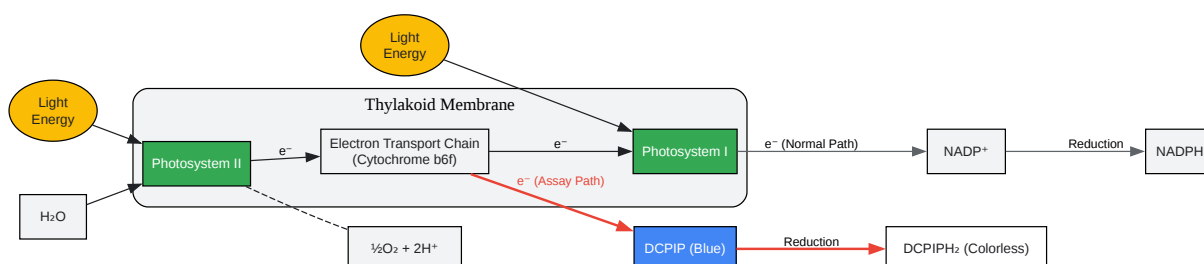 Light
Energy
Light
Energy
Thylakoid Membrane
Photosystem II
e⁻
Electron Transport Chain
(Cytochrome b6f)
e⁻
Photosystem I
e⁻ (Normal Path)
NADP⁺
Reduction
NADPH
e⁻ (Assay Path)
H₂O
½O₂ + 2H⁺
DCPIP (Blue)
Reduction
DCPIPH₂ (Colorless)